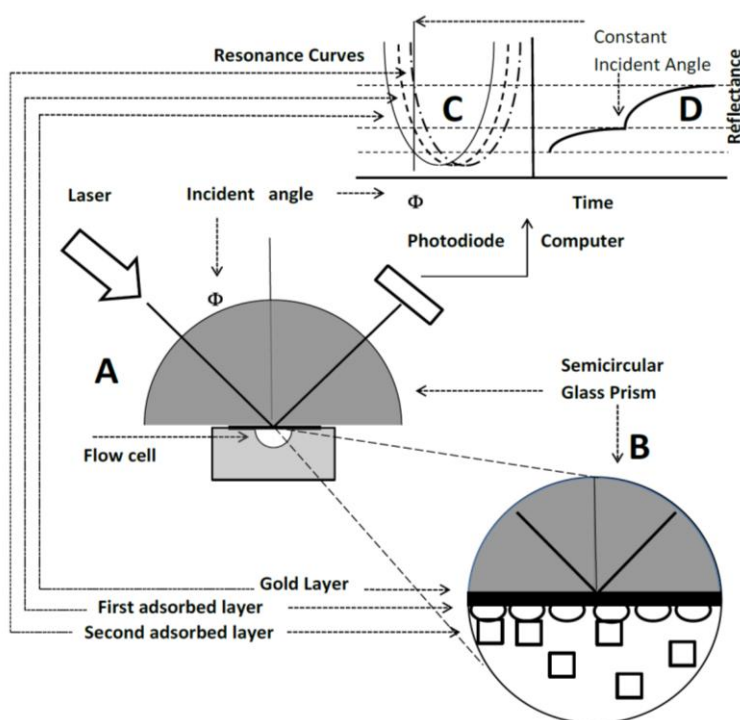 Resonance Curves
Constant
Incident Angle
C
D
Reflectance
Laser
Incident angle
Φ
Time
Photodiode
Computer
Φ
A
Semicircular
Glass Prism
Flow cell
B
Gold Layer
First adsorbed layer
Second adsorbed layer